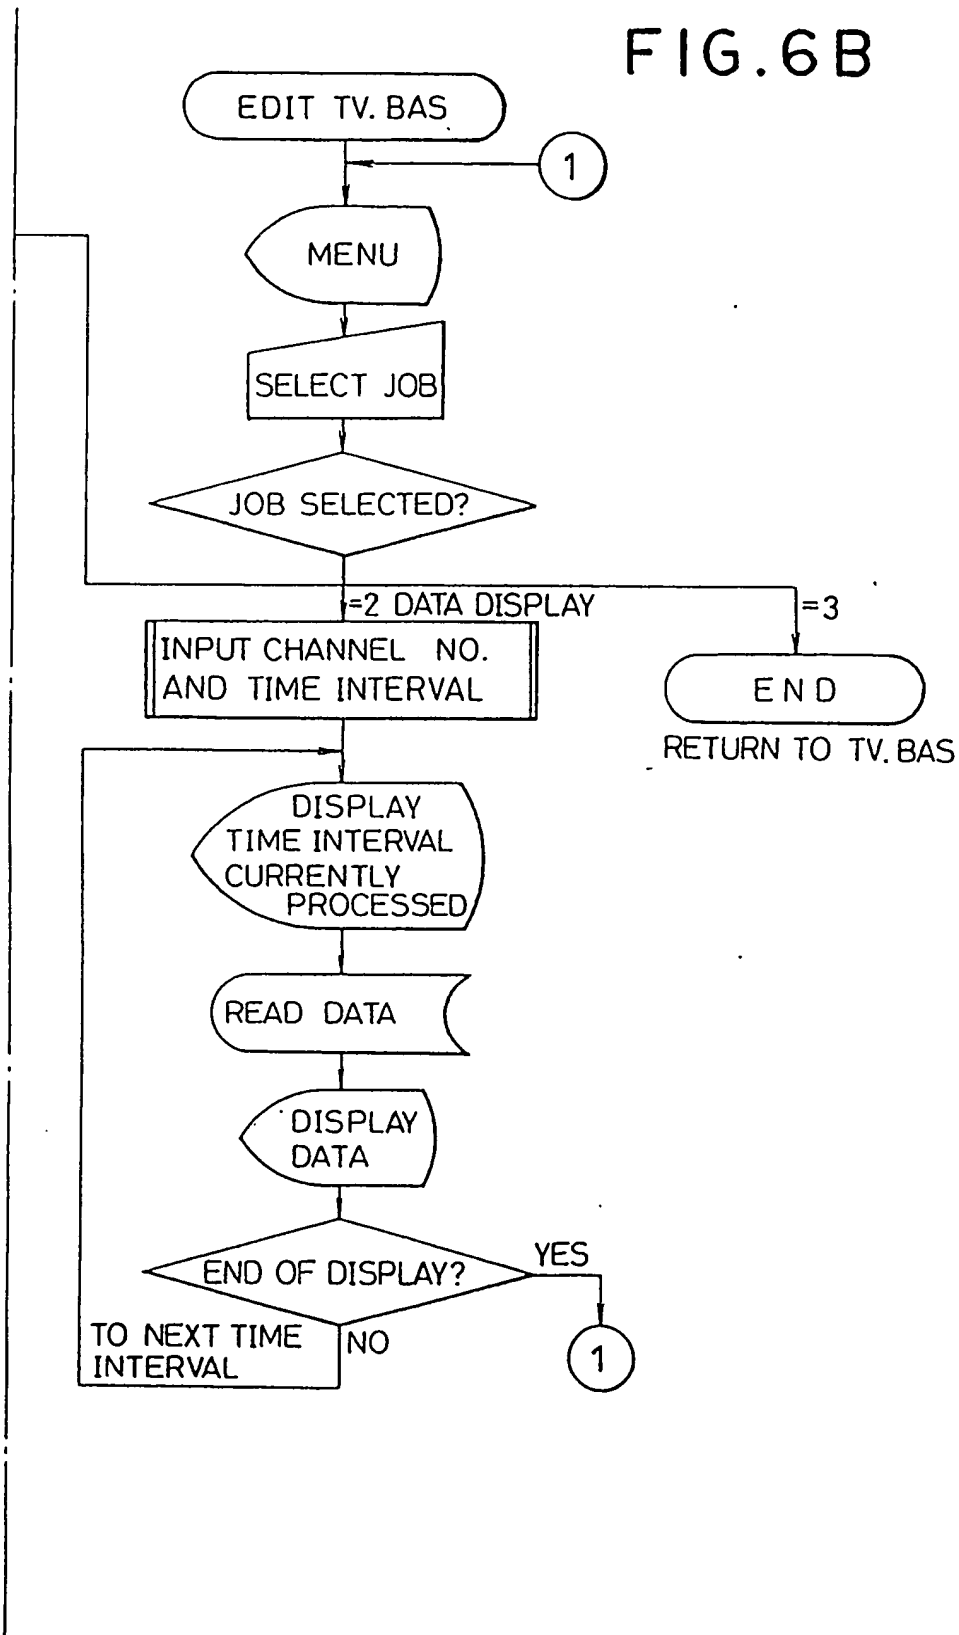 FIG.6B
EDIT TV.BAS
1
MENU
SELECT JOB
JOB SELECTED?
=2 DATA DISPLAY
=3
INPUT CHANNEL NO.
AND TIME INTERVAL
END
RETURN TO TV.BAS
DISPLAY
TIME INTERVAL
CURRENTLY
PROCESSED
READ DATA
DISPLAY
DATA
END OF DISPLAY?
YES
TO NEXT TIME
INTERVAL
NO
1